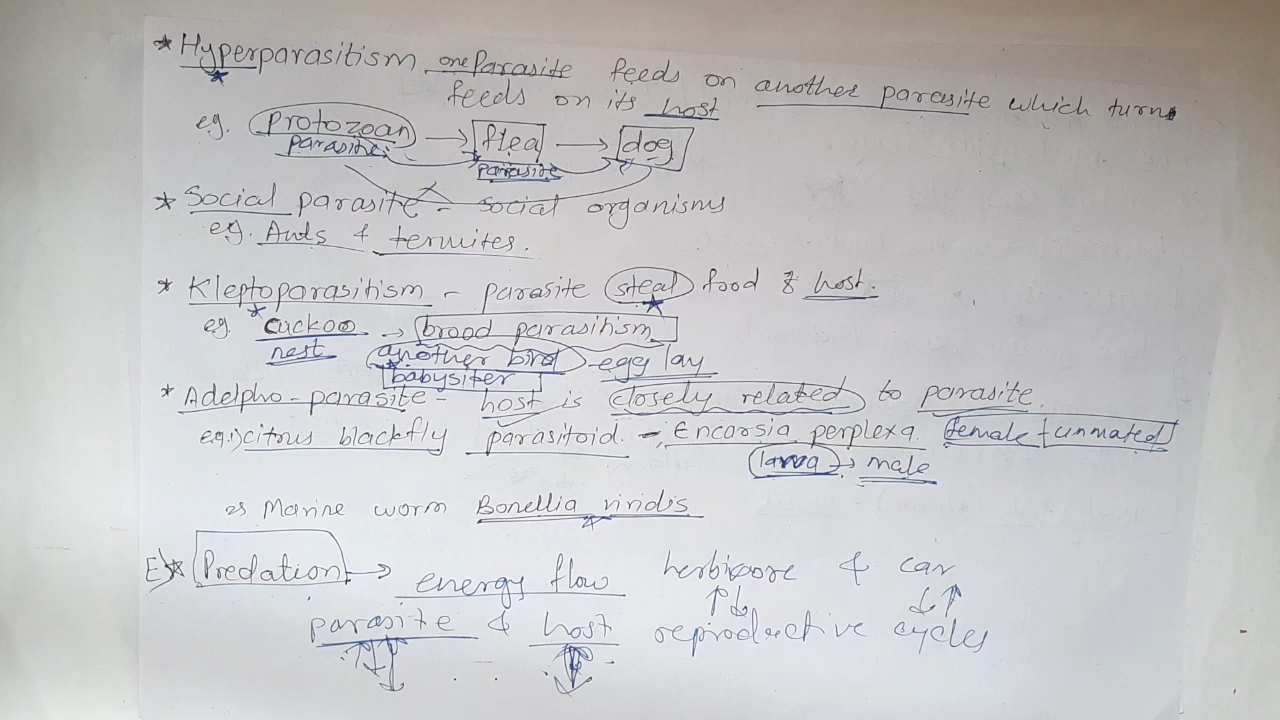 * Hyperparasitism one Parasite feeds on another parasite which turns
feeds on its host
eg. protozoan → flea → dog
parasite parasite
* Social parasite - social organisms
eg. Ants & termites.
* Kleptoparasitism - parasite steal food & host.
eg. cuckoo → brood parasitism
nest another bird - egg lay
babysiter
* Adelpho-parasite - host is closely related to parasite.
eg:1) citrus blackfly parasitoid. - Encarsia perplexa. female + unmated
larva → male
2) Marine worm Bonellia viridis
E)* Predation → energy flow herbivore & car
parasite & host reproductive cycles